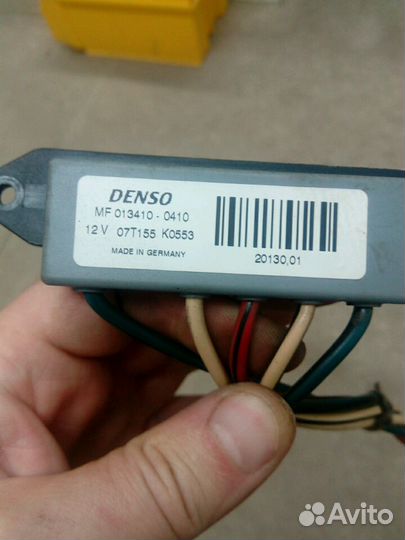 DENSO
MF 013410 - 0410
12 V 07T155 K0553
MADE IN GERMANY
20130,01
Avito